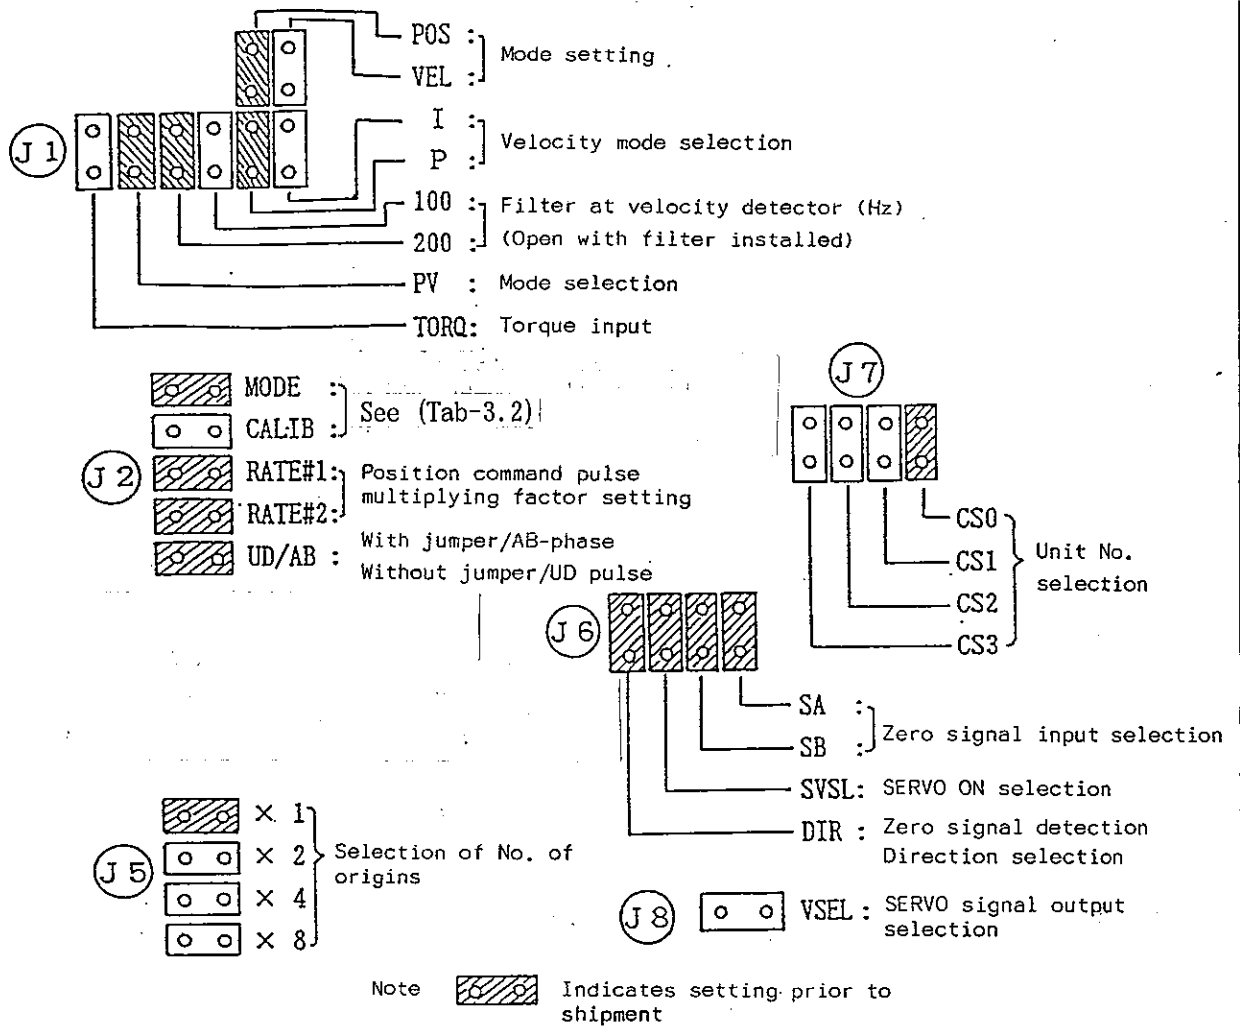 POS :
VEL :
Mode setting
J1
I :
P :
Velocity mode selection
100 :
200 :
Filter at velocity detector (Hz)
(Open with filter installed)
PV : Mode selection
TORQ: Torque input
J2
MODE :
CALIB :
See (Tab-3.2)
RATE#1:
RATE#2:
Position command pulse
multiplying factor setting
UD/AB : With jumper/AB-phase
Without jumper/UD pulse
J7
CS0
CS1
CS2
CS3
Unit No.
selection
J6
SA :
SB :
Zero signal input selection
SVSL: SERVO ON selection
DIR : Zero signal detection
Direction selection
J5
× 1
× 2
× 4
× 8
Selection of No. of
origins
J8
VSEL : SERVO signal output
selection
Note Indicates setting prior to
shipment